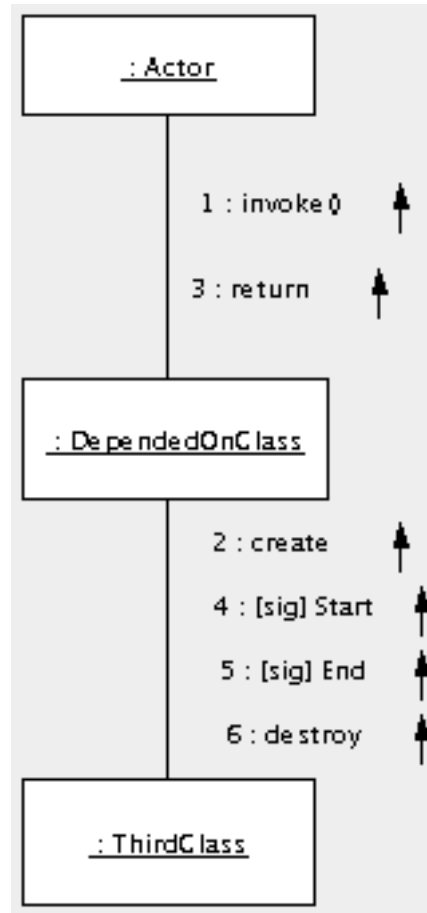 : Actor
1 : invoke()
3 : return
: DependedOnClass
2 : create
4 : [sig] Start
5 : [sig] End
6 : destroy
: ThirdClass